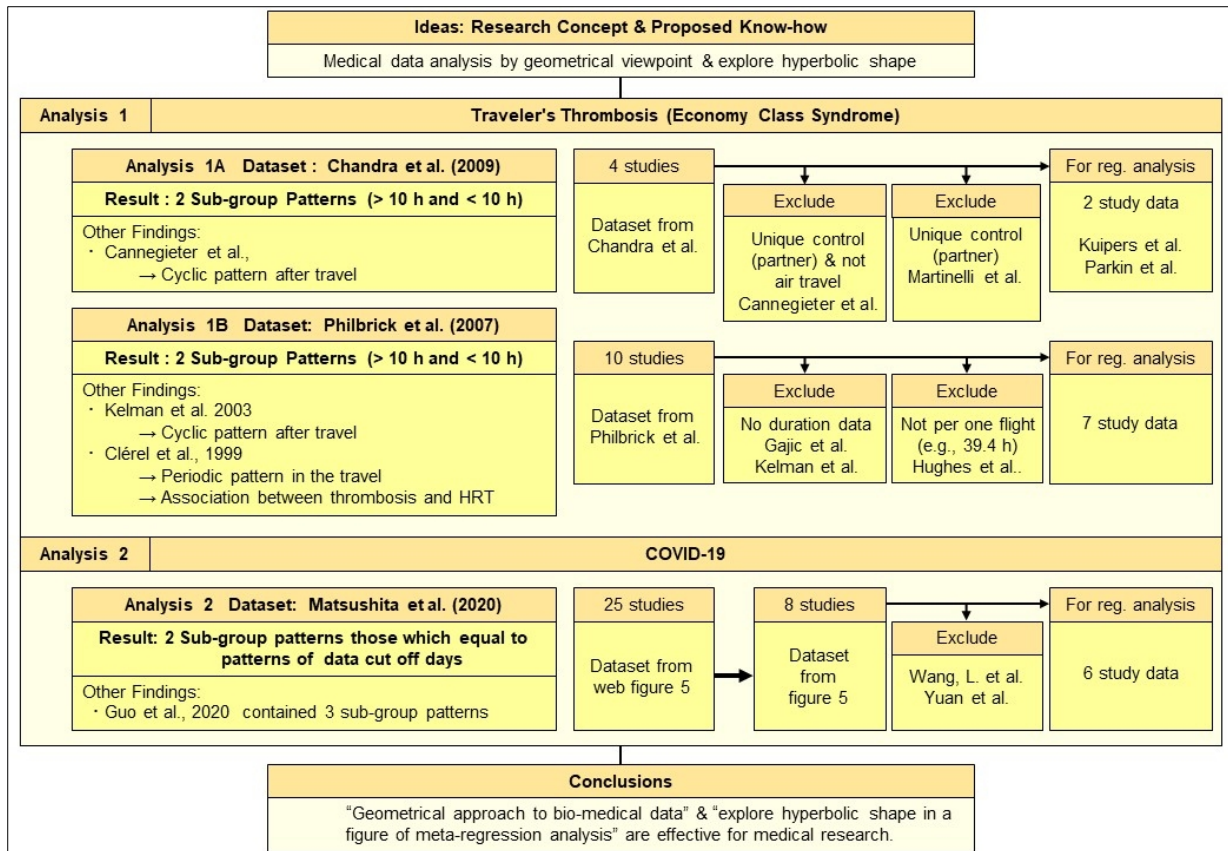 Ideas: Research Concept & Proposed Know-how
Medical data analysis by geometrical viewpoint & explore hyperbolic shape
Analysis 1
Traveler's Thrombosis (Economy Class Syndrome)
Analysis 1A Dataset : Chandra et al. (2009)
Result : 2 Sub-group Patterns (> 10 h and < 10 h)
Other Findings:
・ Cannegieter et al.,
→ Cyclic pattern after travel
4 studies
Dataset from
Chandra et al.
Exclude
Unique control
(partner) & not
air travel
Cannegieter et al.
Exclude
Unique control
(partner)
Martinelli et al.
For reg. analysis
2 study data
Kuipers et al.
Parkin et al.
Analysis 1B Dataset: Philbrick et al. (2007)
Result : 2 Sub-group Patterns (> 10 h and < 10 h)
Other Findings:
・ Kelman et al. 2003
→ Cyclic pattern after travel
・ Clérel et al., 1999
→ Periodic pattern in the travel
→ Association between thrombosis and HRT
10 studies
Dataset from
Philbrick et al.
Exclude
No duration data
Gajic et al.
Kelman et al.
Exclude
Not per one flight
(e.g., 39.4 h)
Hughes et al..
For reg. analysis
7 study data
Analysis 2
COVID-19
Analysis 2 Dataset: Matsushita et al. (2020)
Result: 2 Sub-group patterns those which equal to
patterns of data cut off days
Other Findings:
・ Guo et al., 2020 contained 3 sub-group patterns
25 studies
Dataset from
web figure 5
8 studies
Dataset
from
figure 5
Exclude
Wang, L. et al.
Yuan et al.
For reg. analysis
6 study data
Conclusions
“Geometrical approach to bio-medical data” & “explore hyperbolic shape in a
figure of meta-regression analysis” are effective for medical research.